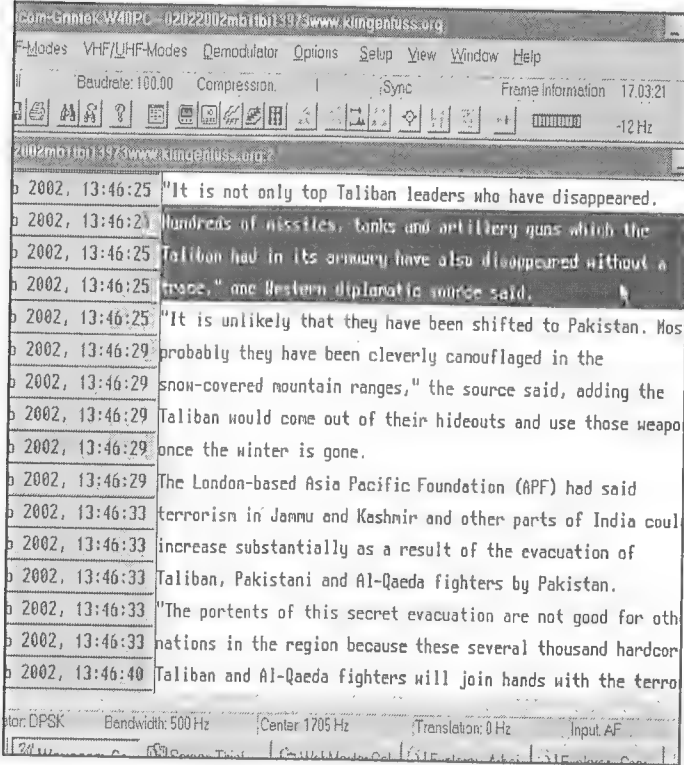 icom-Grintek W40PC - 02022002mb1tbi13973www.klingenfuss.org
F-Modes VHF/UHF-Modes Demodulator Options Setup View Window Help
Baudrate: 100.00 Compression. Sync Frame Information 17.03:21
-12 Hz
2002mb1tbi13973www.klingenfuss.org:2
b 2002, 13:46:25 "It is not only top Taliban leaders who have disappeared.
b 2002, 13:46:2 Hundreds of missiles, tanks and artillery guns which the
b 2002, 13:46:25 Taliban had in its armoury have also disappeared without a
b 2002, 13:46:25 trace," one Western diplomatic source said.
b 2002, 13:46:25 "It is unlikely that they have been shifted to Pakistan. Mos
b 2002, 13:46:29 probably they have been cleverly camouflaged in the
b 2002, 13:46:29 snow-covered mountain ranges," the source said, adding the
b 2002, 13:46:29 Taliban would come out of their hideouts and use those weapo
b 2002, 13:46:29 once the winter is gone.
b 2002, 13:46:29 The London-based Asia Pacific Foundation (APF) had said
b 2002, 13:46:33 terrorism in Jammu and Kashmir and other parts of India coul
b 2002, 13:46:33 increase substantially as a result of the evacuation of
b 2002, 13:46:33 Taliban, Pakistani and Al-Qaeda fighters by Pakistan.
b 2002, 13:46:33 "The portents of this secret evacuation are not good for oth
b 2002, 13:46:33 nations in the region because these several thousand hardcor
b 2002, 13:46:40 Taliban and Al-Qaeda fighters will join hands with the terro
ator: DPSK Bandwidth: 500 Hz Center 1705 Hz Translation: 0 Hz Input. AF